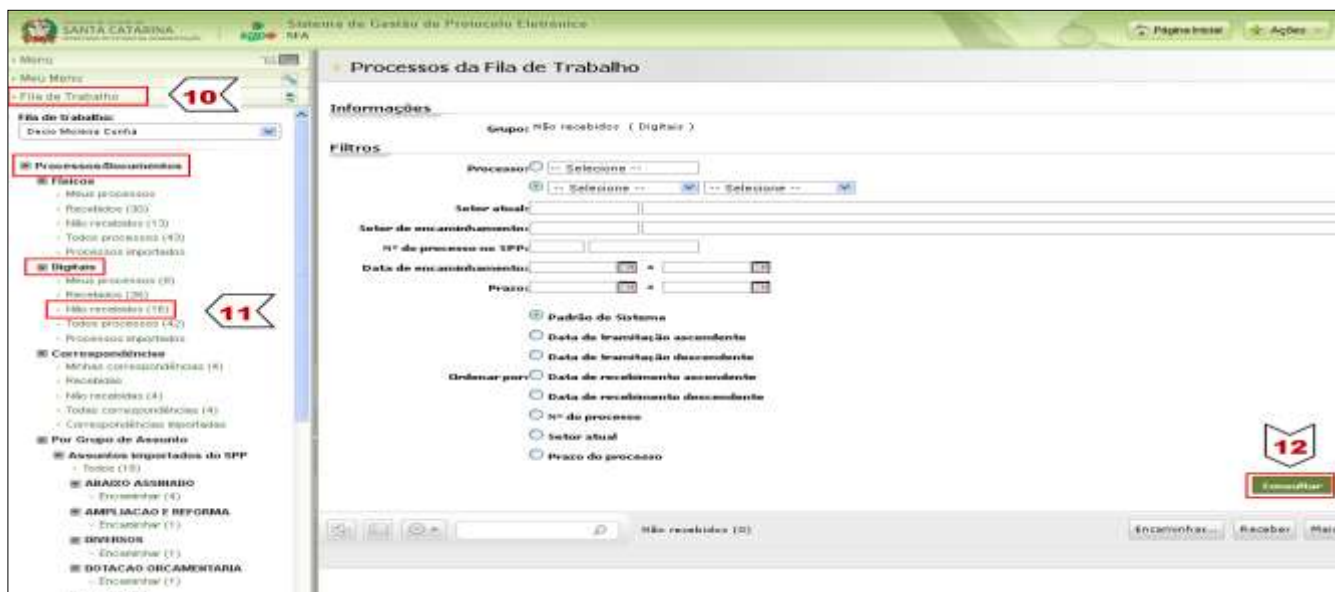 SANTA CATARINA
Sistema de Gestão de Protocolo Eletrônico
SEA
Página Inicial
Ações
Menu
Meu Menu
Fila de Trabalho
10
Fila de trabalho:
Processos/Documentos
Físicos
Meus processos
Recebidos (30)
Não recebidos (13)
Todos processos (43)
Processos importados
Digitais
Meus processos (8)
Recebidos (26)
Não recebidos (16)
11
Todos processos (42)
Processos importados
Correspondências
Minhas correspondências (4)
Recebidas
Não recebidas (4)
Todas correspondências (4)
Correspondências importadas
Por Grupo de Assunto
Assuntos importados do SPP
Todos (15)
ABAIXO ASSINADO
Encaminhar (4)
AMPLIACAO E REFORMA
Encaminhar (1)
DIVERSOS
Encaminhar (1)
DOTACAO ORCAMENTARIA
Encaminhar (1)
Processos da Fila de Trabalho
Informações
Grupo: Não recebidos ( Digitais )
Filtros
Processo: -- Selecione --
-- Selecione -- -- Selecione --
Setor atual:
Setor de encaminhamento:
Nº do processo no SPP:
Data de encaminhamento: a
Prazo: a
Padrão do Sistema
Data de tramitação ascendente
Data de tramitação descendente
Ordenar por: Data de recebimento ascendente
Data de recebimento descendente
Nº do processo
Setor atual
Prazo do processo
12
Consultar
Não recebidos (0)
Encaminhar... Receber Mais